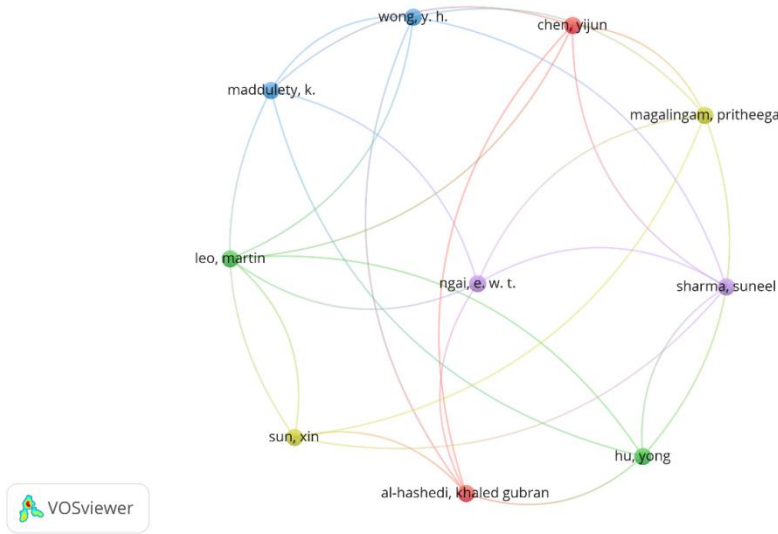 wong, y. h.
chen, yijun
maddulety, k.
magalingam, pritheega
leo, martin
ngai, e. w. t.
sharma, suneel
sun, xin
hu, yong
al-hashedi, khaled gubran
VOSviewer